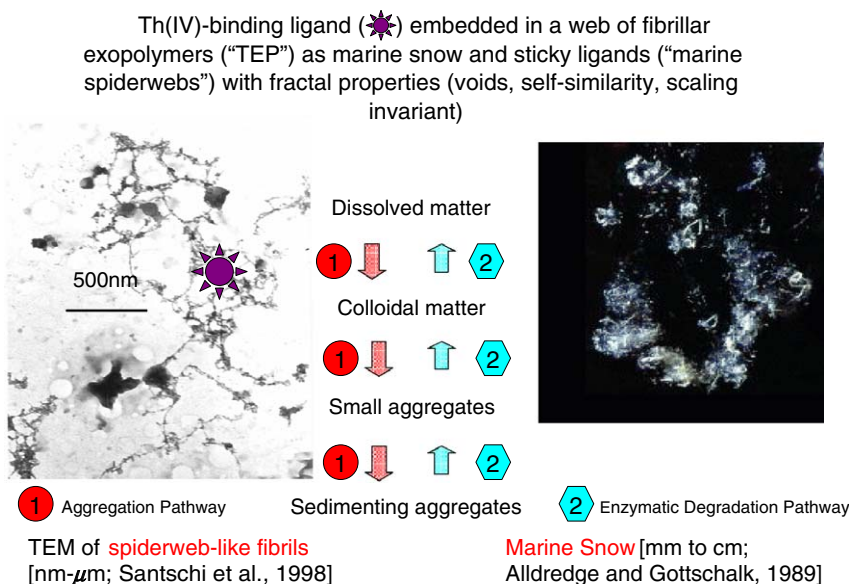 Th(IV)-binding ligand ( ) embedded in a web of fibrillar
exopolymers (“TEP”) as marine snow and sticky ligands (“marine
spiderwebs”) with fractal properties (voids, self-similarity, scaling
invariant)
500nm
Dissolved matter
1 2
Colloidal matter
1 2
Small aggregates
1 2
Sedimenting aggregates
1 Aggregation Pathway
2 Enzymatic Degradation Pathway
TEM of spiderweb-like fibrils
[nm-μm; Santschi et al., 1998]
Marine Snow [mm to cm;
Alldredge and Gottschalk, 1989]